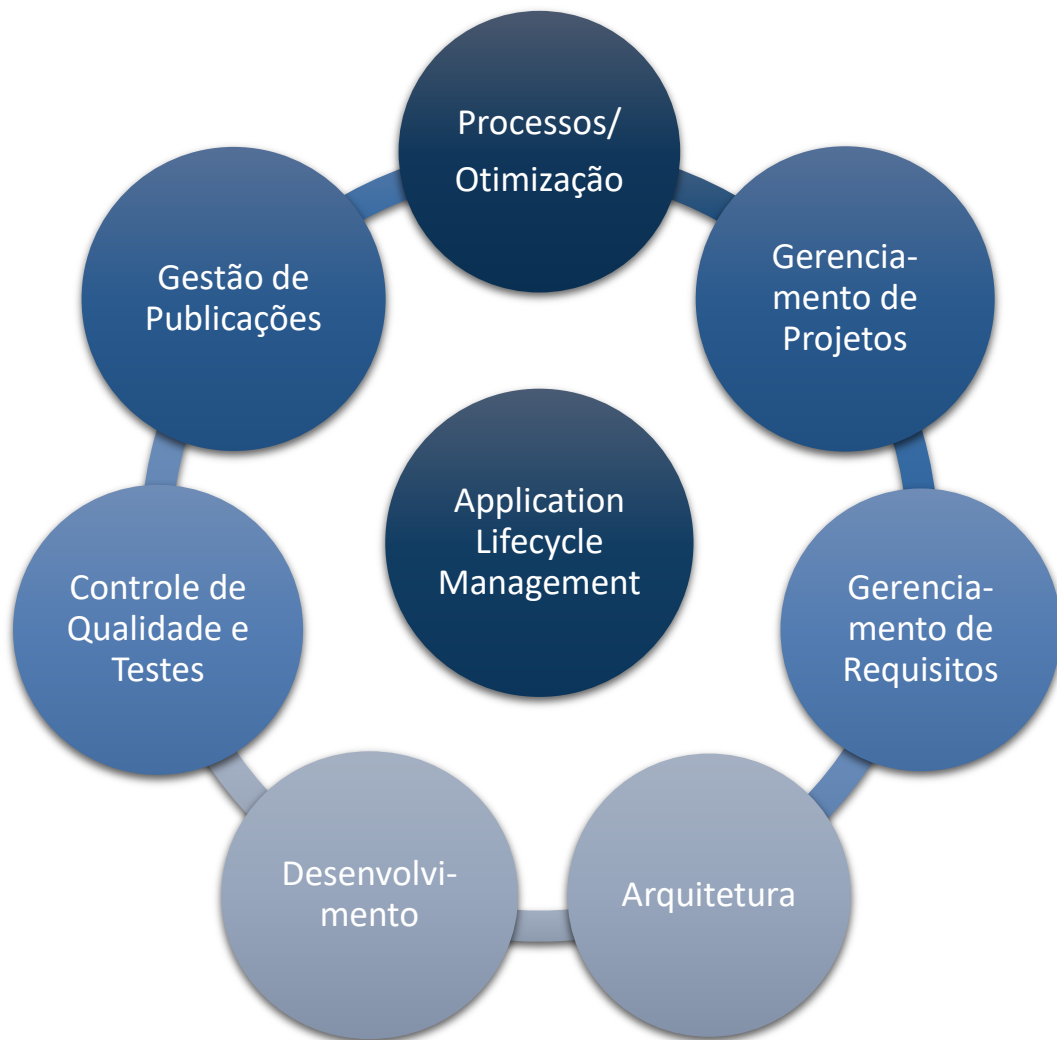 Processos/
Otimização
Gerencia-
mento de
Projetos
Gerencia-
mento de
Requisitos
Arquitetura
Desenvolvi-
mento
Controle de
Qualidade e
Testes
Gestão de
Publicações
Application
Lifecycle
Management